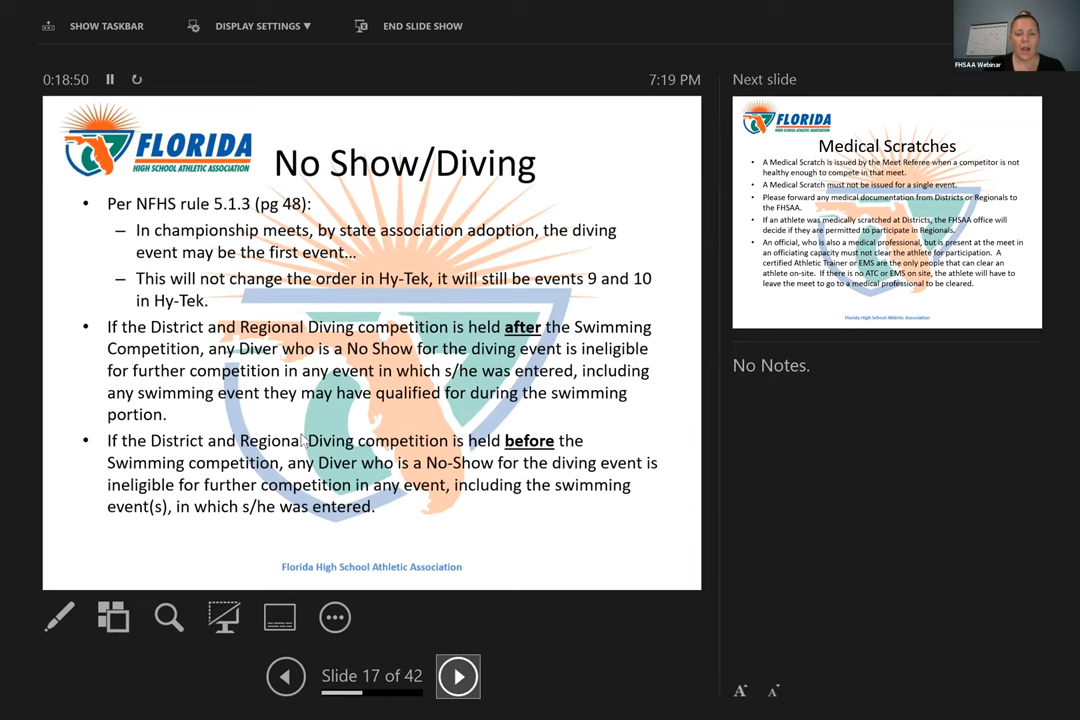 SHOW TASKBAR
DISPLAY SETTINGS ▼
END SLIDE SHOW
FHSAA Webinar
0:18:50
7:19 PM
FLORIDA
HIGH SCHOOL ATHLETIC ASSOCIATION
No Show/Diving
• Per NFHS rule 5.1.3 (pg 48):
– In championship meets, by state association adoption, the diving
event may be the first event…
– This will not change the order in Hy-Tek, it will still be events 9 and 10
in Hy-Tek.
• If the District and Regional Diving competition is held after the Swimming
Competition, any Diver who is a No Show for the diving event is ineligible
for further competition in any event in which s/he was entered, including
any swimming event they may have qualified for during the swimming
portion.
• If the District and Regional Diving competition is held before the
Swimming competition, any Diver who is a No-Show for the diving event is
ineligible for further competition in any event, including the swimming
event(s), in which s/he was entered.
Florida High School Athletic Association
Slide 17 of 42
Next slide
FLORIDA
HIGH SCHOOL ATHLETIC ASSOCIATION
Medical Scratches
• A Medical Scratch is issued by the Meet Referee when a competitor is not
healthy enough to compete in that meet.
• A Medical Scratch must not be issued for a single event.
• Please forward any medical documentation from Districts or Regionals to
the FHSAA.
• If an athlete was medically scratched at Districts, the FHSAA office will
decide if they are permitted to participate in Regionals.
• An official, who is also a medical professional, but is present at the meet in
an officiating capacity must not clear the athlete for participation. A
certified Athletic Trainer or EMS are the only people that can clear an
athlete on-site. If there is no ATC or EMS on site, the athlete will have to
leave the meet to go to a medical professional to be cleared.
Florida High School Athletic Association
No Notes.
A A